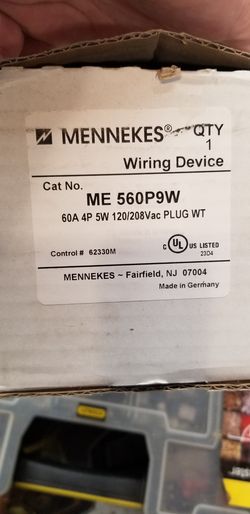 MENNEKES® QTY
1
Wiring Device
Cat No.
ME 560P9W
60A 4P 5W 120/208Vac PLUG WT
Control # 62330M
C UL US LISTED
23D4
MENNEKES ~ Fairfield, NJ 07004
Made in Germany